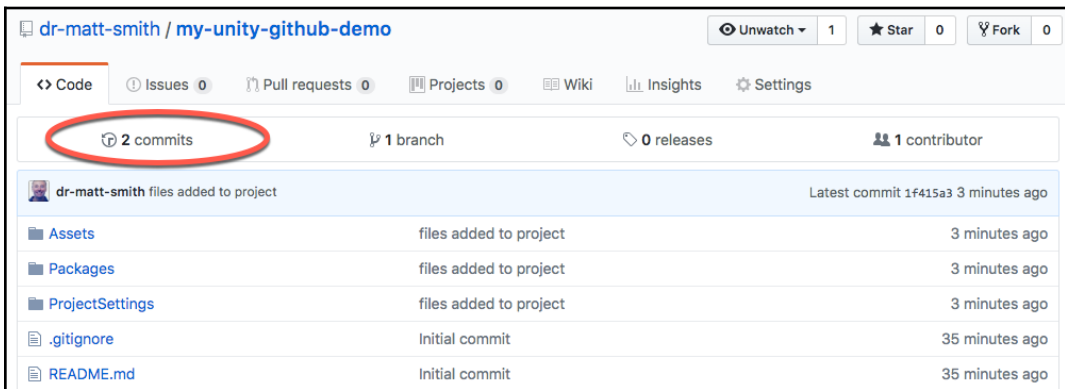 dr-matt-smith / my-unity-github-demo Unwatch 1 Star 0 Fork 0
Code Issues 0 Pull requests 0 Projects 0 Wiki Insights Settings
2 commits 1 branch 0 releases 1 contributor
dr-matt-smith files added to project Latest commit 1f415a3 3 minutes ago
Assets files added to project 3 minutes ago
Packages files added to project 3 minutes ago
ProjectSettings files added to project 3 minutes ago
.gitignore Initial commit 35 minutes ago
README.md Initial commit 35 minutes ago